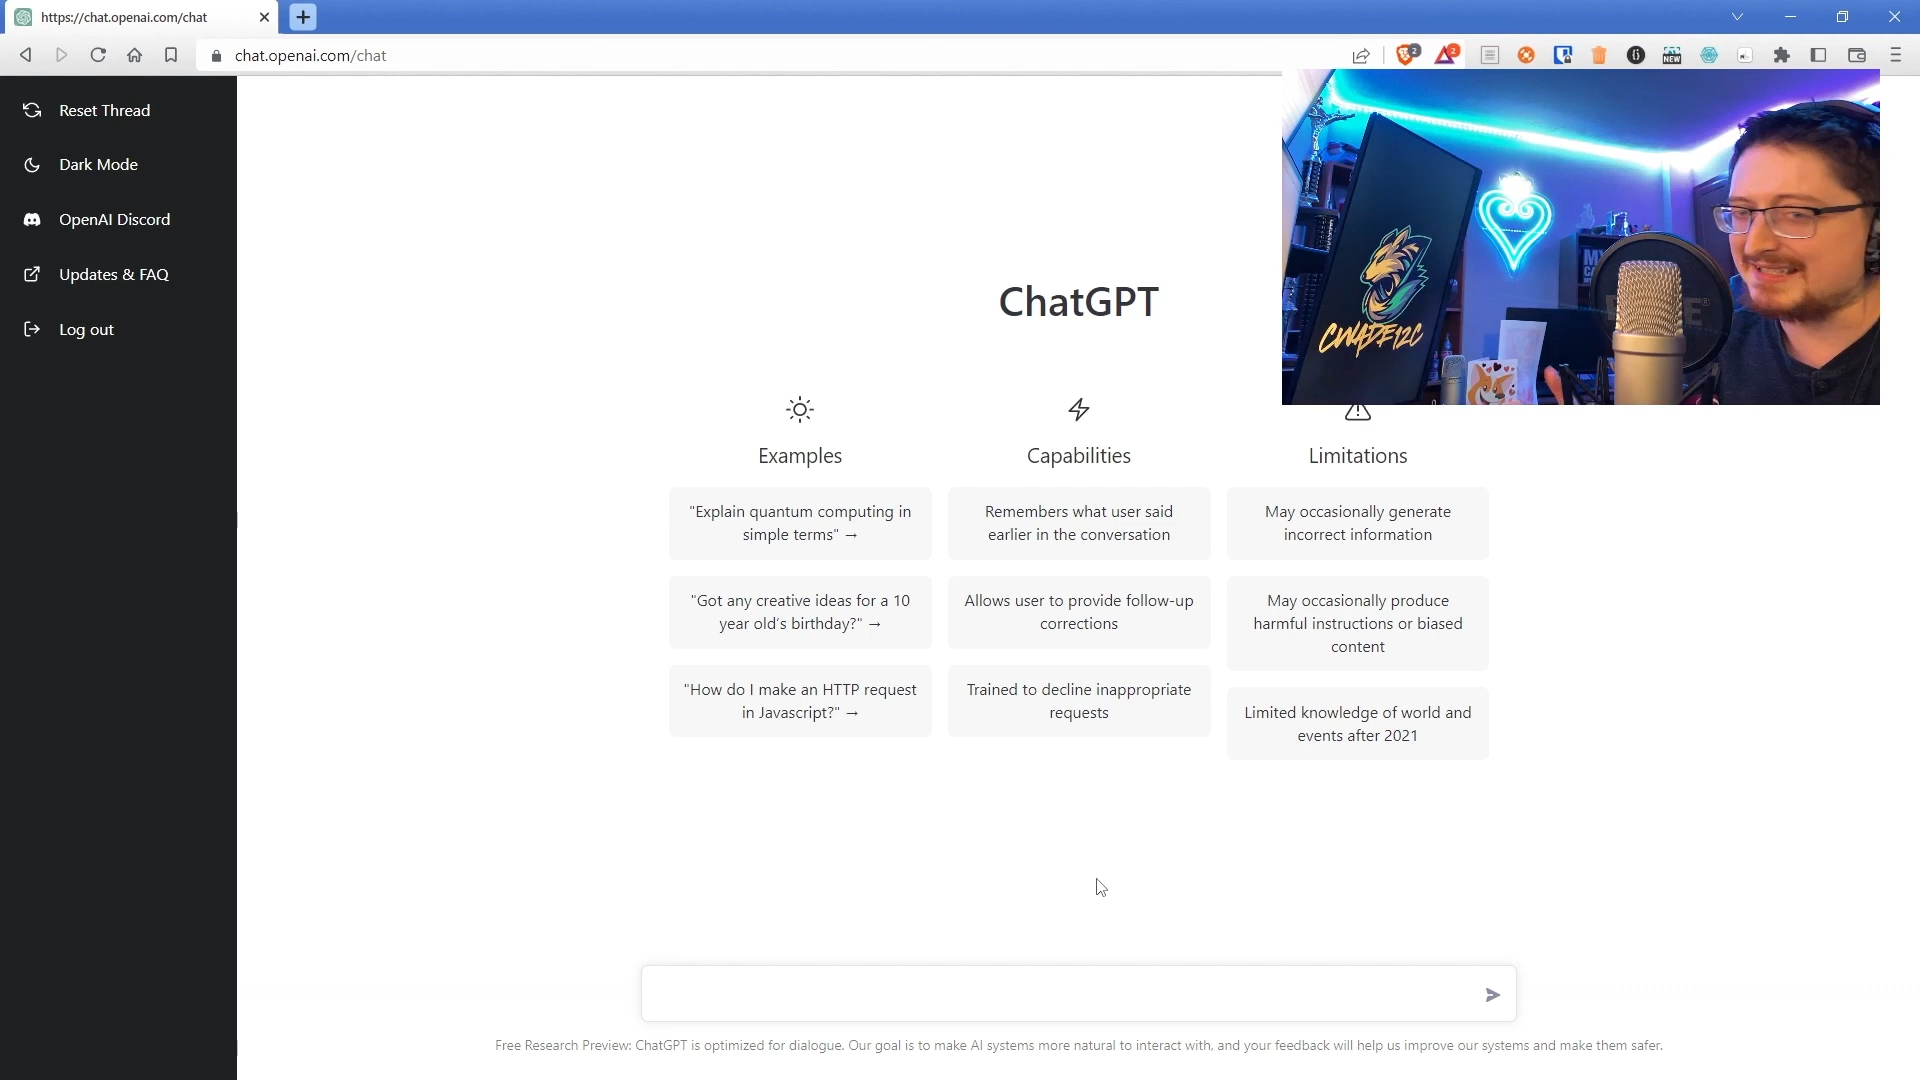 https://chat.openai.com/chat
chat.openai.com/chat
2
2
NEW
Reset Thread
Dark Mode
OpenAI Discord
Updates & FAQ
Log out
CWADE12C
ChatGPT
Examples
Capabilities
Limitations
"Explain quantum computing in
simple terms" →
Remembers what user said
earlier in the conversation
May occasionally generate
incorrect information
"Got any creative ideas for a 10
year old's birthday?" →
Allows user to provide follow-up
corrections
May occasionally produce
harmful instructions or biased
content
"How do I make an HTTP request
in Javascript?" →
Trained to decline inappropriate
requests
Limited knowledge of world and
events after 2021
Free Research Preview: ChatGPT is optimized for dialogue. Our goal is to make AI systems more natural to interact with, and your feedback will help us improve our systems and make them safer.